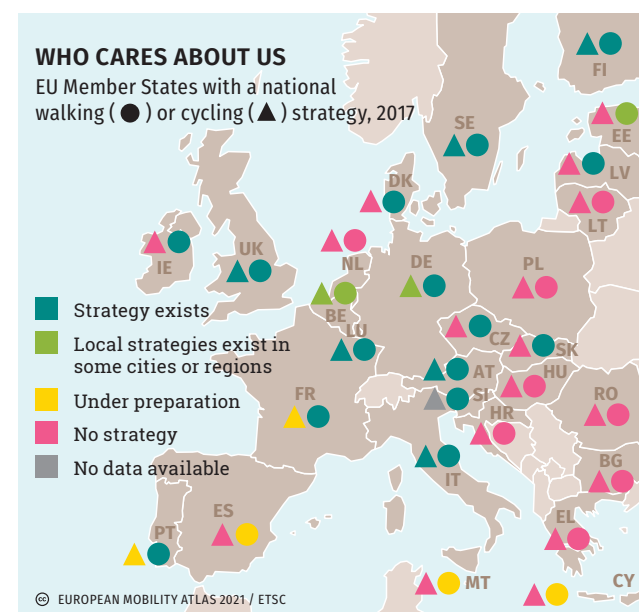 WHO CARES ABOUT US
EU Member States with a national
walking ( ) or cycling ( ) strategy, 2017
FI
SE
EE
LV
DK
LT
IE
UK
NL
DE
PL
BE
LU
CZ
SK
AT
HU
SI
FR
HR
RO
IT
BG
ES
PT
EL
MT
CY
Strategy exists
Local strategies exist in
some cities or regions
Under preparation
No strategy
No data available
cc EUROPEAN MOBILITY ATLAS 2021 / ETSC